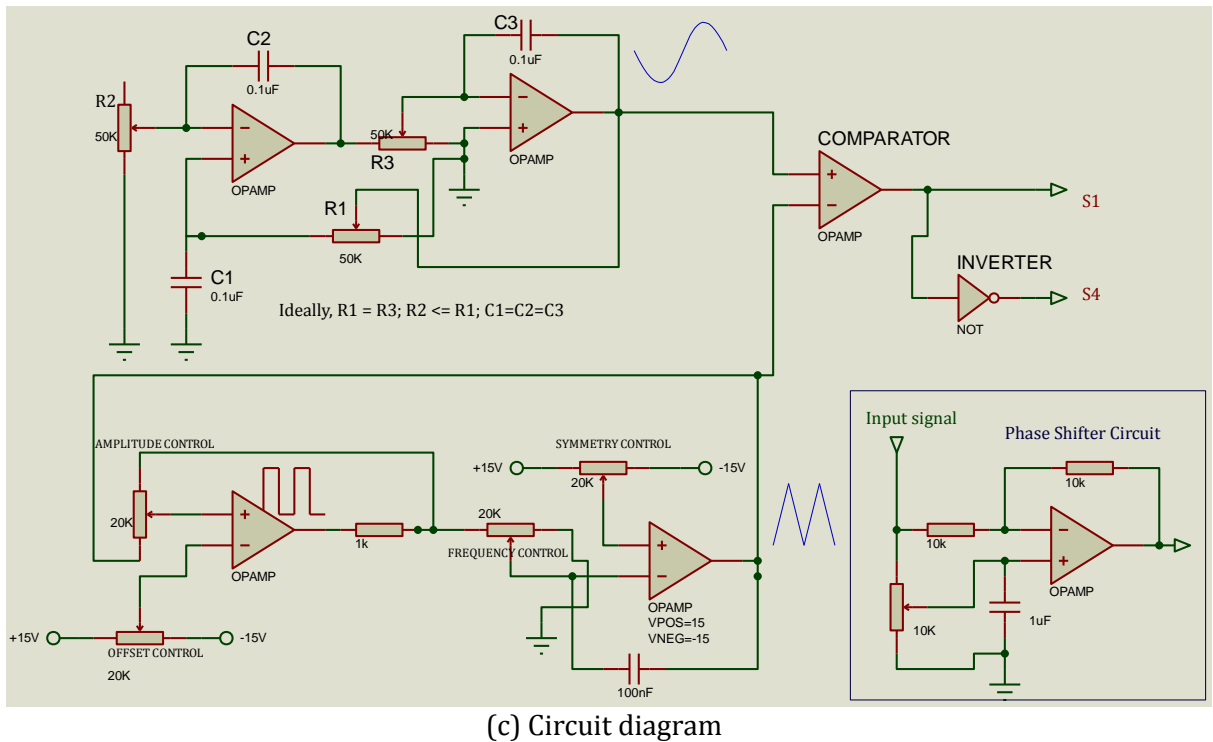 C2
0.1uF
R2
50K
OPAMP
C3
0.1uF
50K
R3
OPAMP
R1
50K
C1
0.1uF
Ideally, R1 = R3; R2 <= R1; C1=C2=C3
COMPARATOR
OPAMP
S1
INVERTER
NOT
S4
AMPLITUDE CONTROL
20K
OPAMP
1k
+15V
-15V
OFFSET CONTROL
20K
SYMMETRY CONTROL
+15V
-15V
20K
20K
FREQUENCY CONTROL
OPAMP
VPOS=15
VNEG=-15
100nF
Input signal
Phase Shifter Circuit
10k
10k
OPAMP
10K
1uF
(c) Circuit diagram